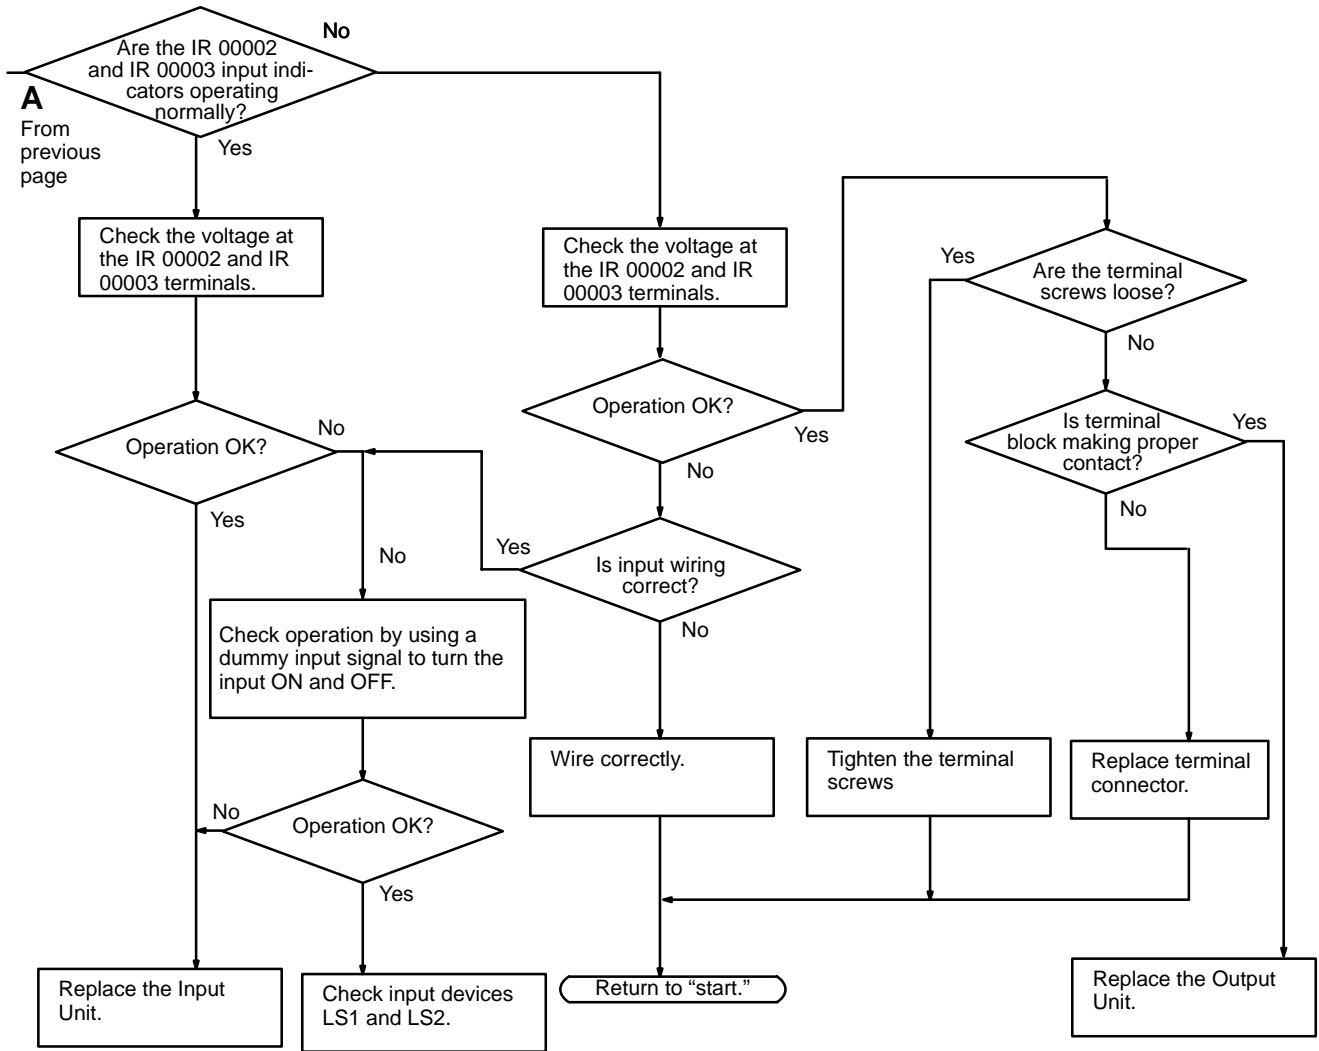 No
Are the IR 00002
and IR 00003 input indi-
cators operating
normally?
A
From
previous
page
Yes
Check the voltage at
the IR 00002 and IR
00003 terminals.
Check the voltage at
the IR 00002 and IR
00003 terminals.
Yes
Are the terminal
screws loose?
No
Operation OK?
Yes
No
Is terminal
block making proper
contact?
Yes
No
Operation OK?
No
Yes
No
Yes
Is input wiring
correct?
No
Check operation by using a
dummy input signal to turn the
input ON and OFF.
Wire correctly.
Tighten the terminal
screws
Replace terminal
connector.
No
Operation OK?
Yes
Replace the Input
Unit.
Check input devices
LS1 and LS2.
Return to “start.”
Replace the Output
Unit.